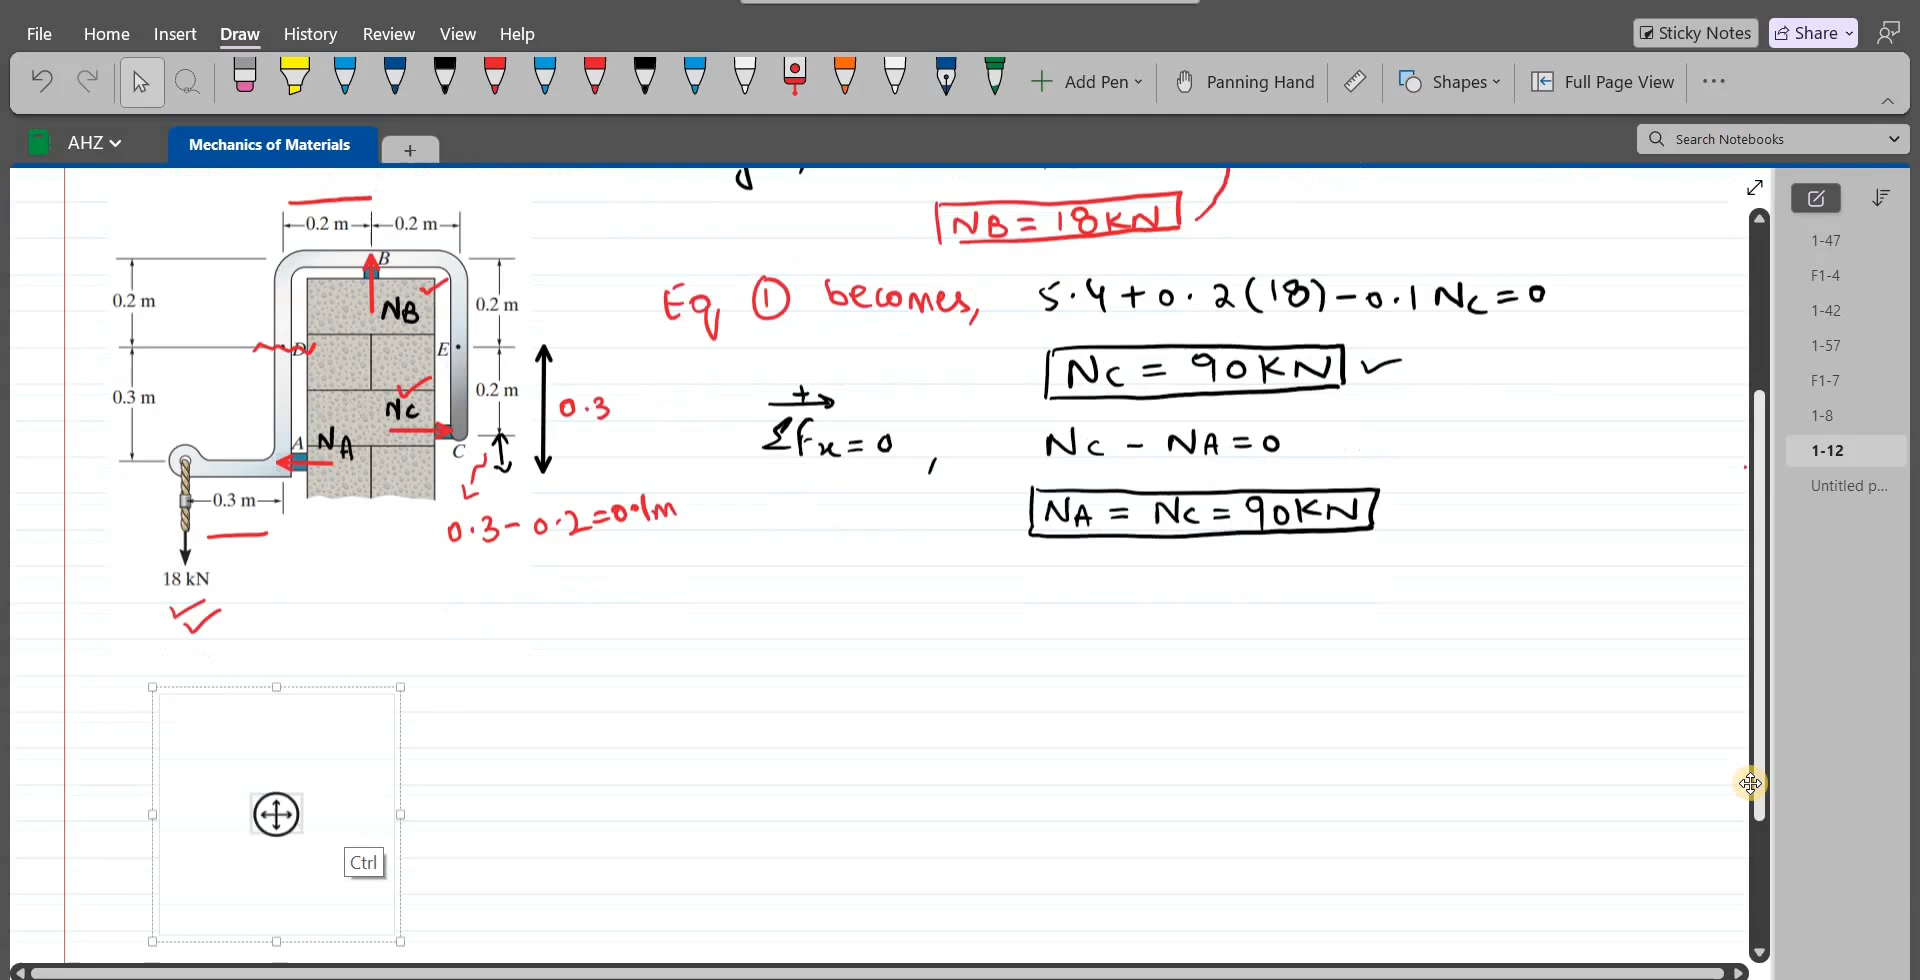 File Home Insert Draw History Review View Help
Sticky Notes Share
Add Pen Panning Hand Shapes Full Page View
AHZ Mechanics of Materials + Search Notebooks
1-47
F1-4
1-42
1-57
F1-7
1-8
1-12
Untitled p...
0.2 m 0.2 m
B
0.2 m
NB
0.2 m
D
E
0.3 m
0.2 m
NC
0.3
A NA
C
0.3 m
0.3 - 0.2 = 0.1m
18 kN
NB = 18KN
Eq ① becomes, 5.4 + 0.2(18) - 0.1 NC = 0
NC = 90KN
+
ΣFx = 0 , NC - NA = 0
NA = NC = 90KN
Ctrl